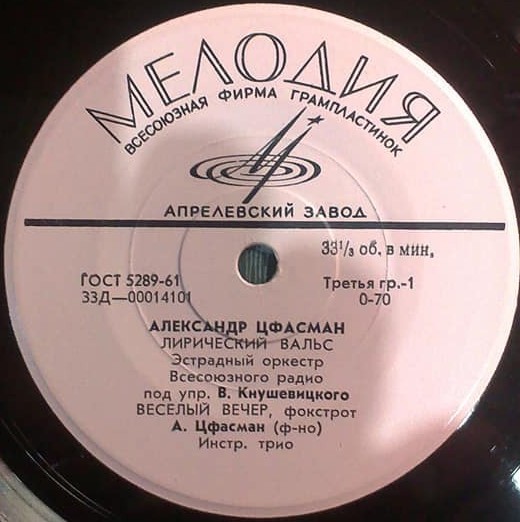 МЕЛОДИЯ
ВСЕСОЮЗНАЯ ФИРМА ГРАМПЛАСТИНОК
АПРЕЛЕВСКИЙ ЗАВОД
33⅓ об. в мин.
ГОСТ 5289-61 Третья гр.-1
33Д—00014101 0-70
АЛЕКСАНДР ЦФАСМАН
ЛИРИЧЕСКИЙ ВАЛЬС
Эстрадный оркестр
Всесоюзного радио
под упр. В. Кнушевицкого
ВЕСЕЛЫЙ ВЕЧЕР, фокстрот
А. Цфасман (ф-но)
Инстр. трио